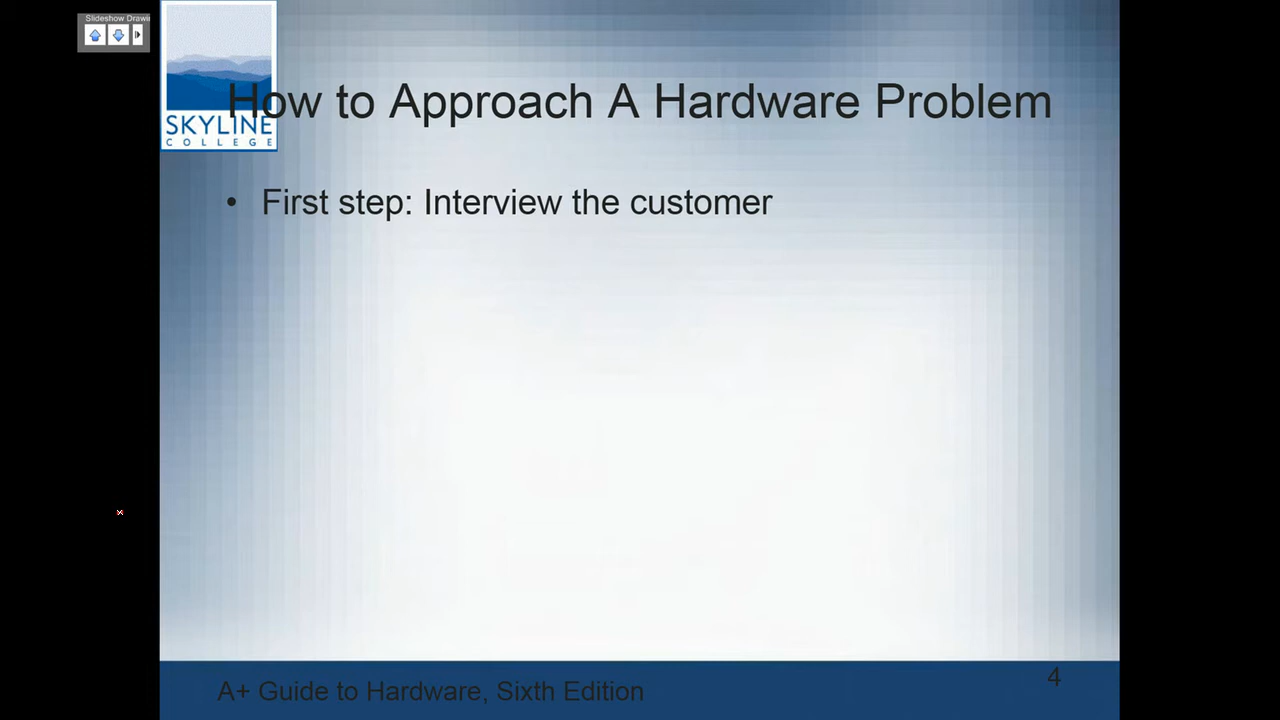 Slideshow Drawi
How to Approach A Hardware Problem
SKYLINE
COLLEGE
• First step: Interview the customer
A+ Guide to Hardware, Sixth Edition
4